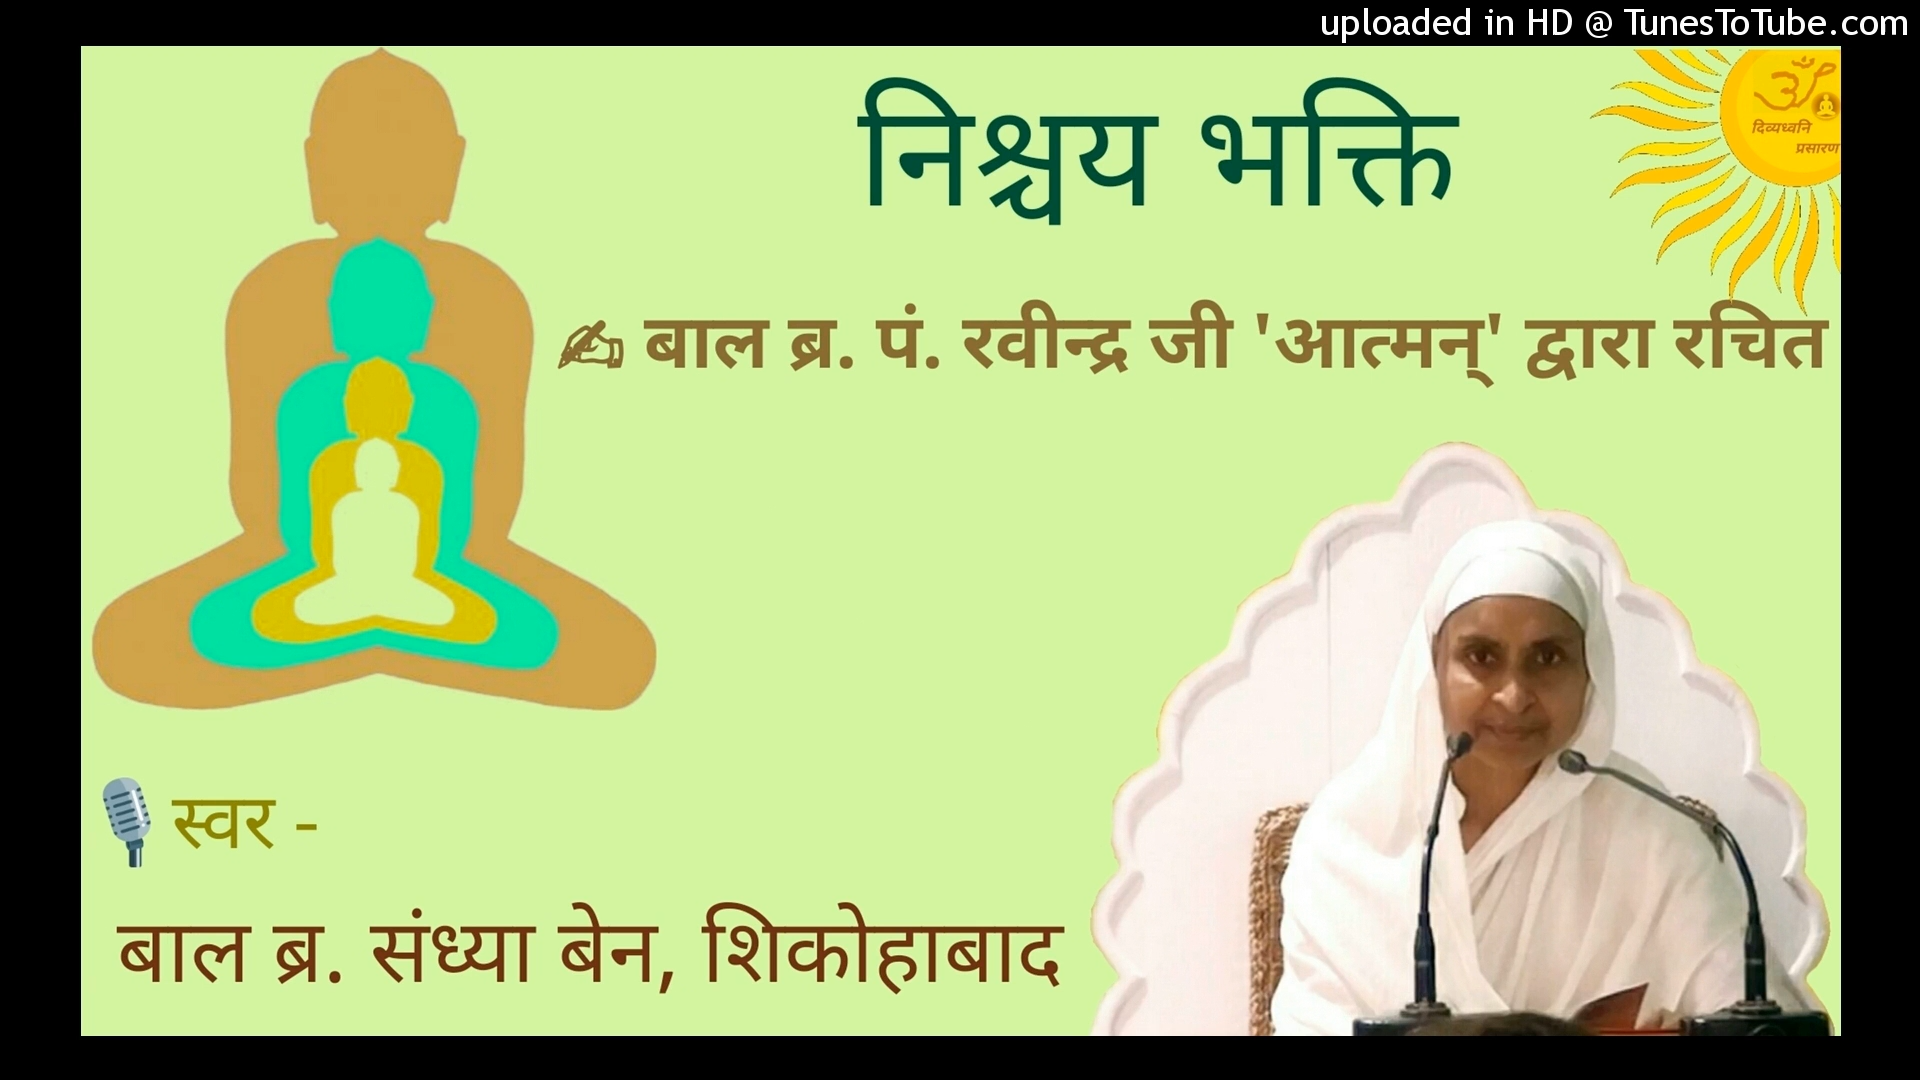 uploaded in HD @ TunesToTube.com
निश्चय भक्ति
दिव्यध्वनि
प्रसारण
✍ बाल ब्र. पं. रवीन्द्र जी 'आत्मन्' द्वारा रचित
स्वर -
बाल ब्र. संध्या बेन, शिकोहाबाद